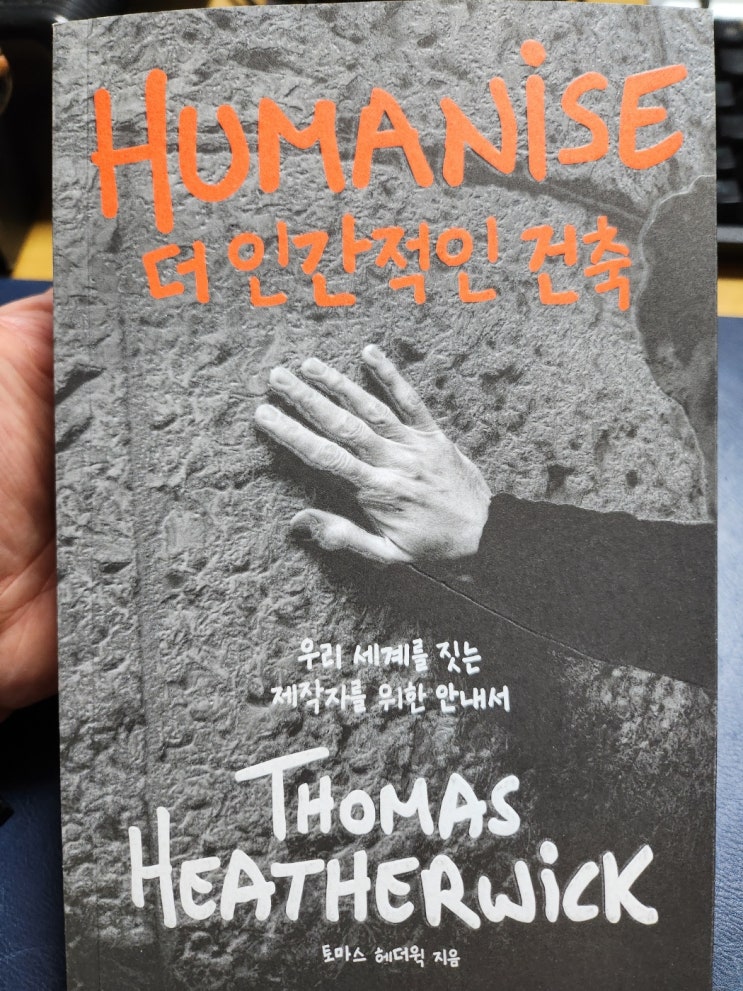 HUMANiSE
더 인간적인 건축
우리 세계를 짓는
제작자를 위한 안내서
THOMAS
HEATHERWiCK
토마스 헤더윅 지음